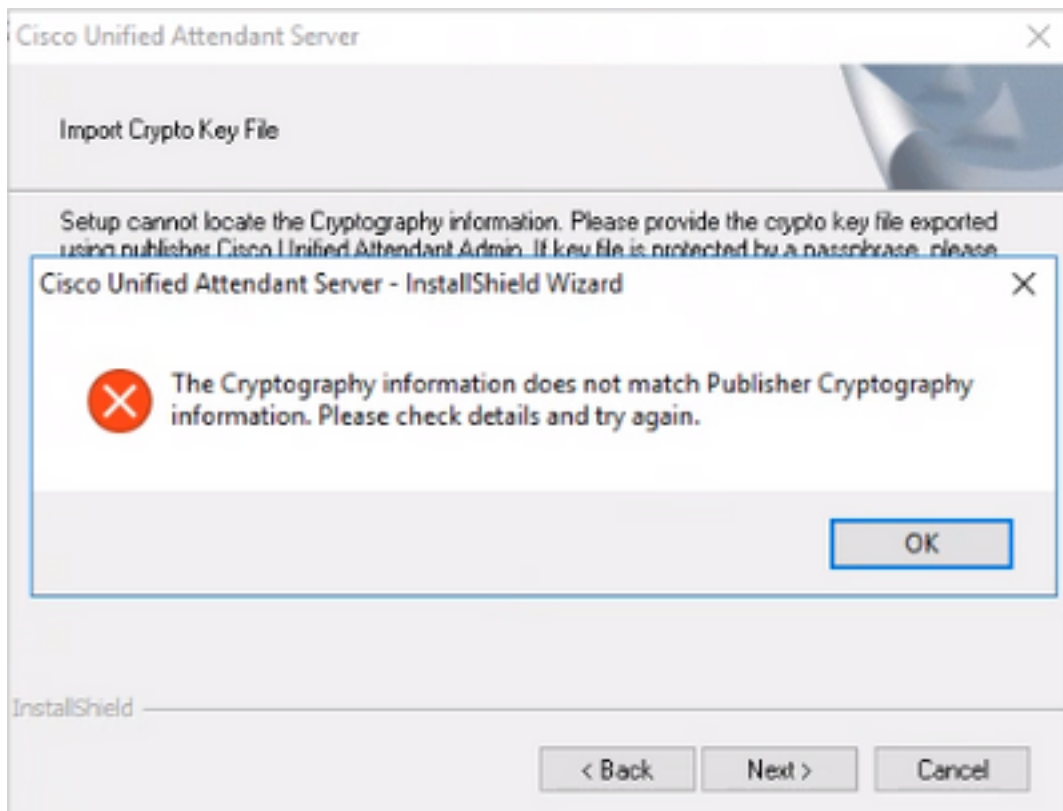 Cisco Unified Attendant Server
Import Crypto Key File
Setup cannot locate the Cryptography information. Please provide the crypto key file exported
using publisher Cisco Unified Attendant Admin. If key file is protected by a passphrase, please
Cisco Unified Attendant Server - InstallShield Wizard
The Cryptography information does not match Publisher Cryptography
information. Please check details and try again.
OK
InstallShield
< Back
Next >
Cancel